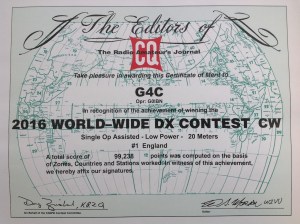 The Editors of
CQ
The Radio Amateur's Journal
Take pleasure in awarding this Certificate of Merit to
G4C
In recognition of the achievement of winning the
2016 WORLD-WIDE DX CONTEST CW
Single Op Assisted - Low Power - 20 Meters
#1 England
A total score of 99,236 points was computed on the basis
of Zones, Countries and Stations worked in witness of this achievement,
we hereby affix our signatures.
K8ZQ